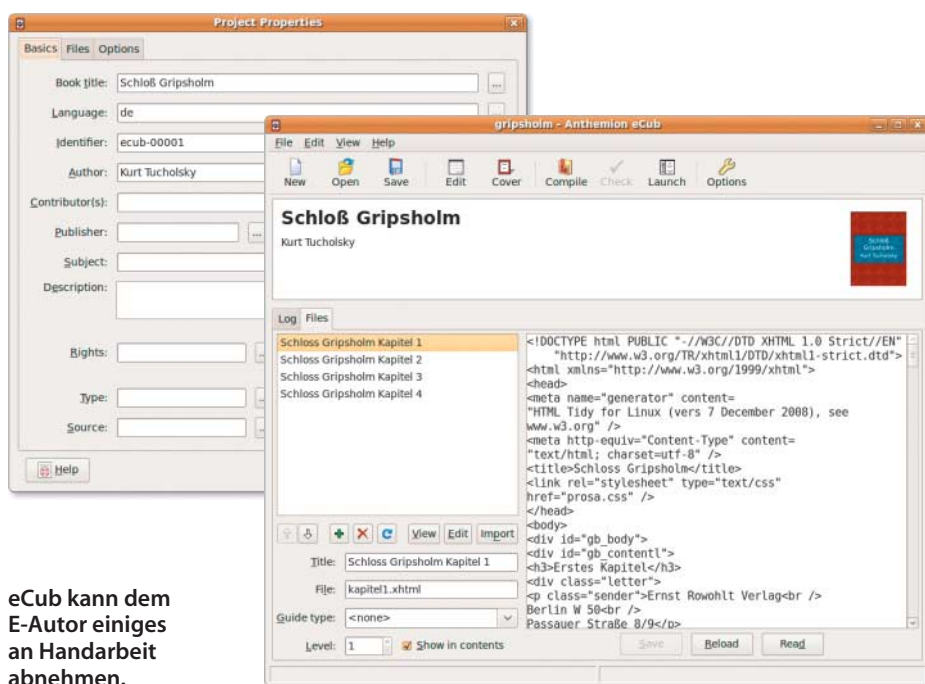 Project Properties
Basics Files Options
Book title: Schloß Gripsholm ...
Language: de
Identifier: ecub-00001
Author: Kurt Tucholsky
Contributor(s):
Publisher: ...
Subject:
Description:
Rights:
Type:
Source:
Help
gripsholm - Anthemion eCub
File Edit View Help
New Open Save Edit Cover Compile Check Launch Options
Schloß Gripsholm
Kurt Tucholsky
Schloß
Gripsholm
Kurt Tucholsky
Log Files
Schloss Gripsholm Kapitel 1
Schloss Gripsholm Kapitel 2
Schloss Gripsholm Kapitel 3
Schloss Gripsholm Kapitel 4
View Edit Import
Title: Schloss Gripsholm Kapitel 1
File: kapitel1.xhtml
Guide type: <none>
Level: 1 Show in contents
<!DOCTYPE html PUBLIC "-//W3C//DTD XHTML 1.0 Strict//EN"
"http://www.w3.org/TR/xhtml1/DTD/xhtml1-strict.dtd">
<html xmlns="http://www.w3.org/1999/xhtml">
<head>
<meta name="generator" content=
"HTML Tidy for Linux (vers 7 December 2008), see
www.w3.org" />
<meta http-equiv="Content-Type" content=
"text/html; charset=utf-8" />
<title>Schloss Gripsholm</title>
<link rel="stylesheet" type="text/css"
href="prosa.css" />
</head>
<body>
<div id="gb_body">
<div id="gb_contentl">
<h3>Erstes Kapitel</h3>
<div class="letter">
<p class="sender">Ernst Rowohlt Verlag<br />
Berlin W 50<br />
Passauer Straße 8/9</p>
Save Reload Read
eCub kann dem
E-Autor einiges
an Handarbeit
abnehmen.